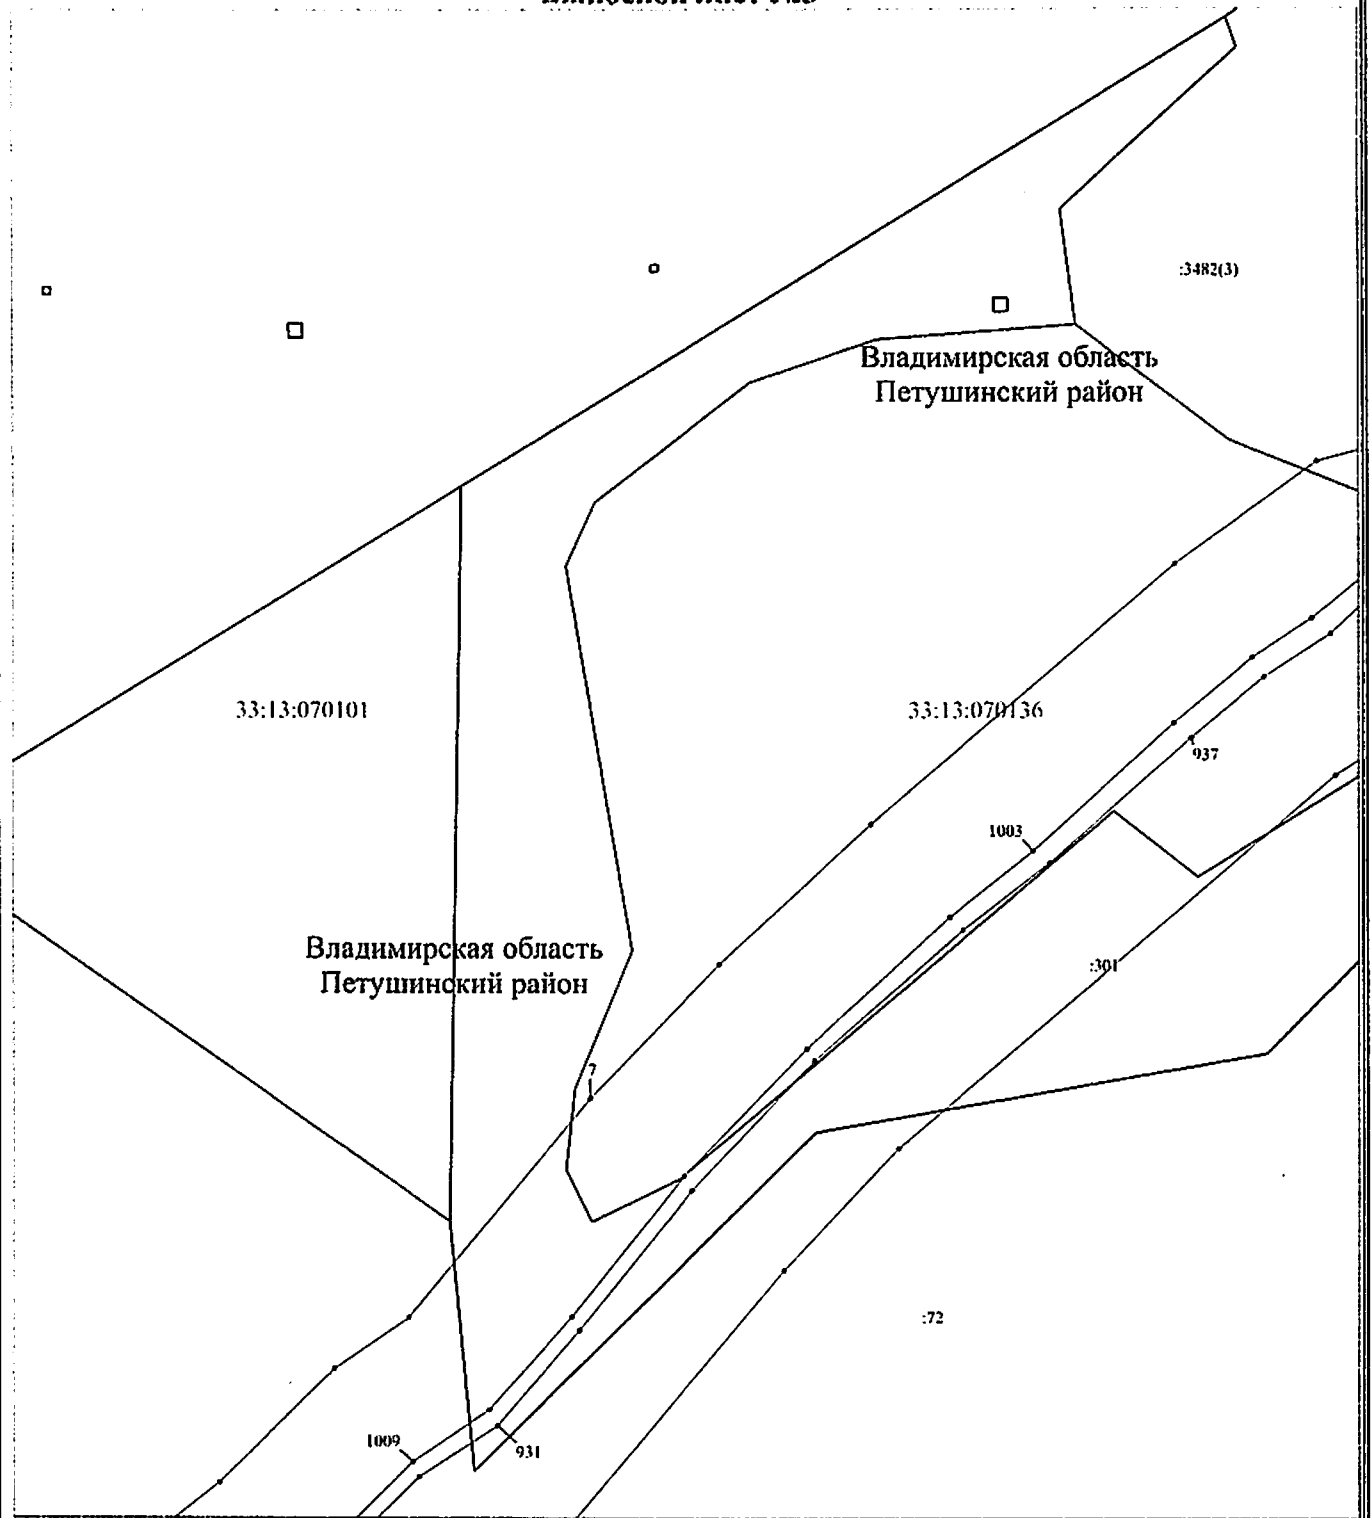 :3482(3)
Владимирская область
Петушинский район
33:13:070101
33:13:070136
937
1003
Владимирская область
Петушинский район
:301
7
:72
1009
931